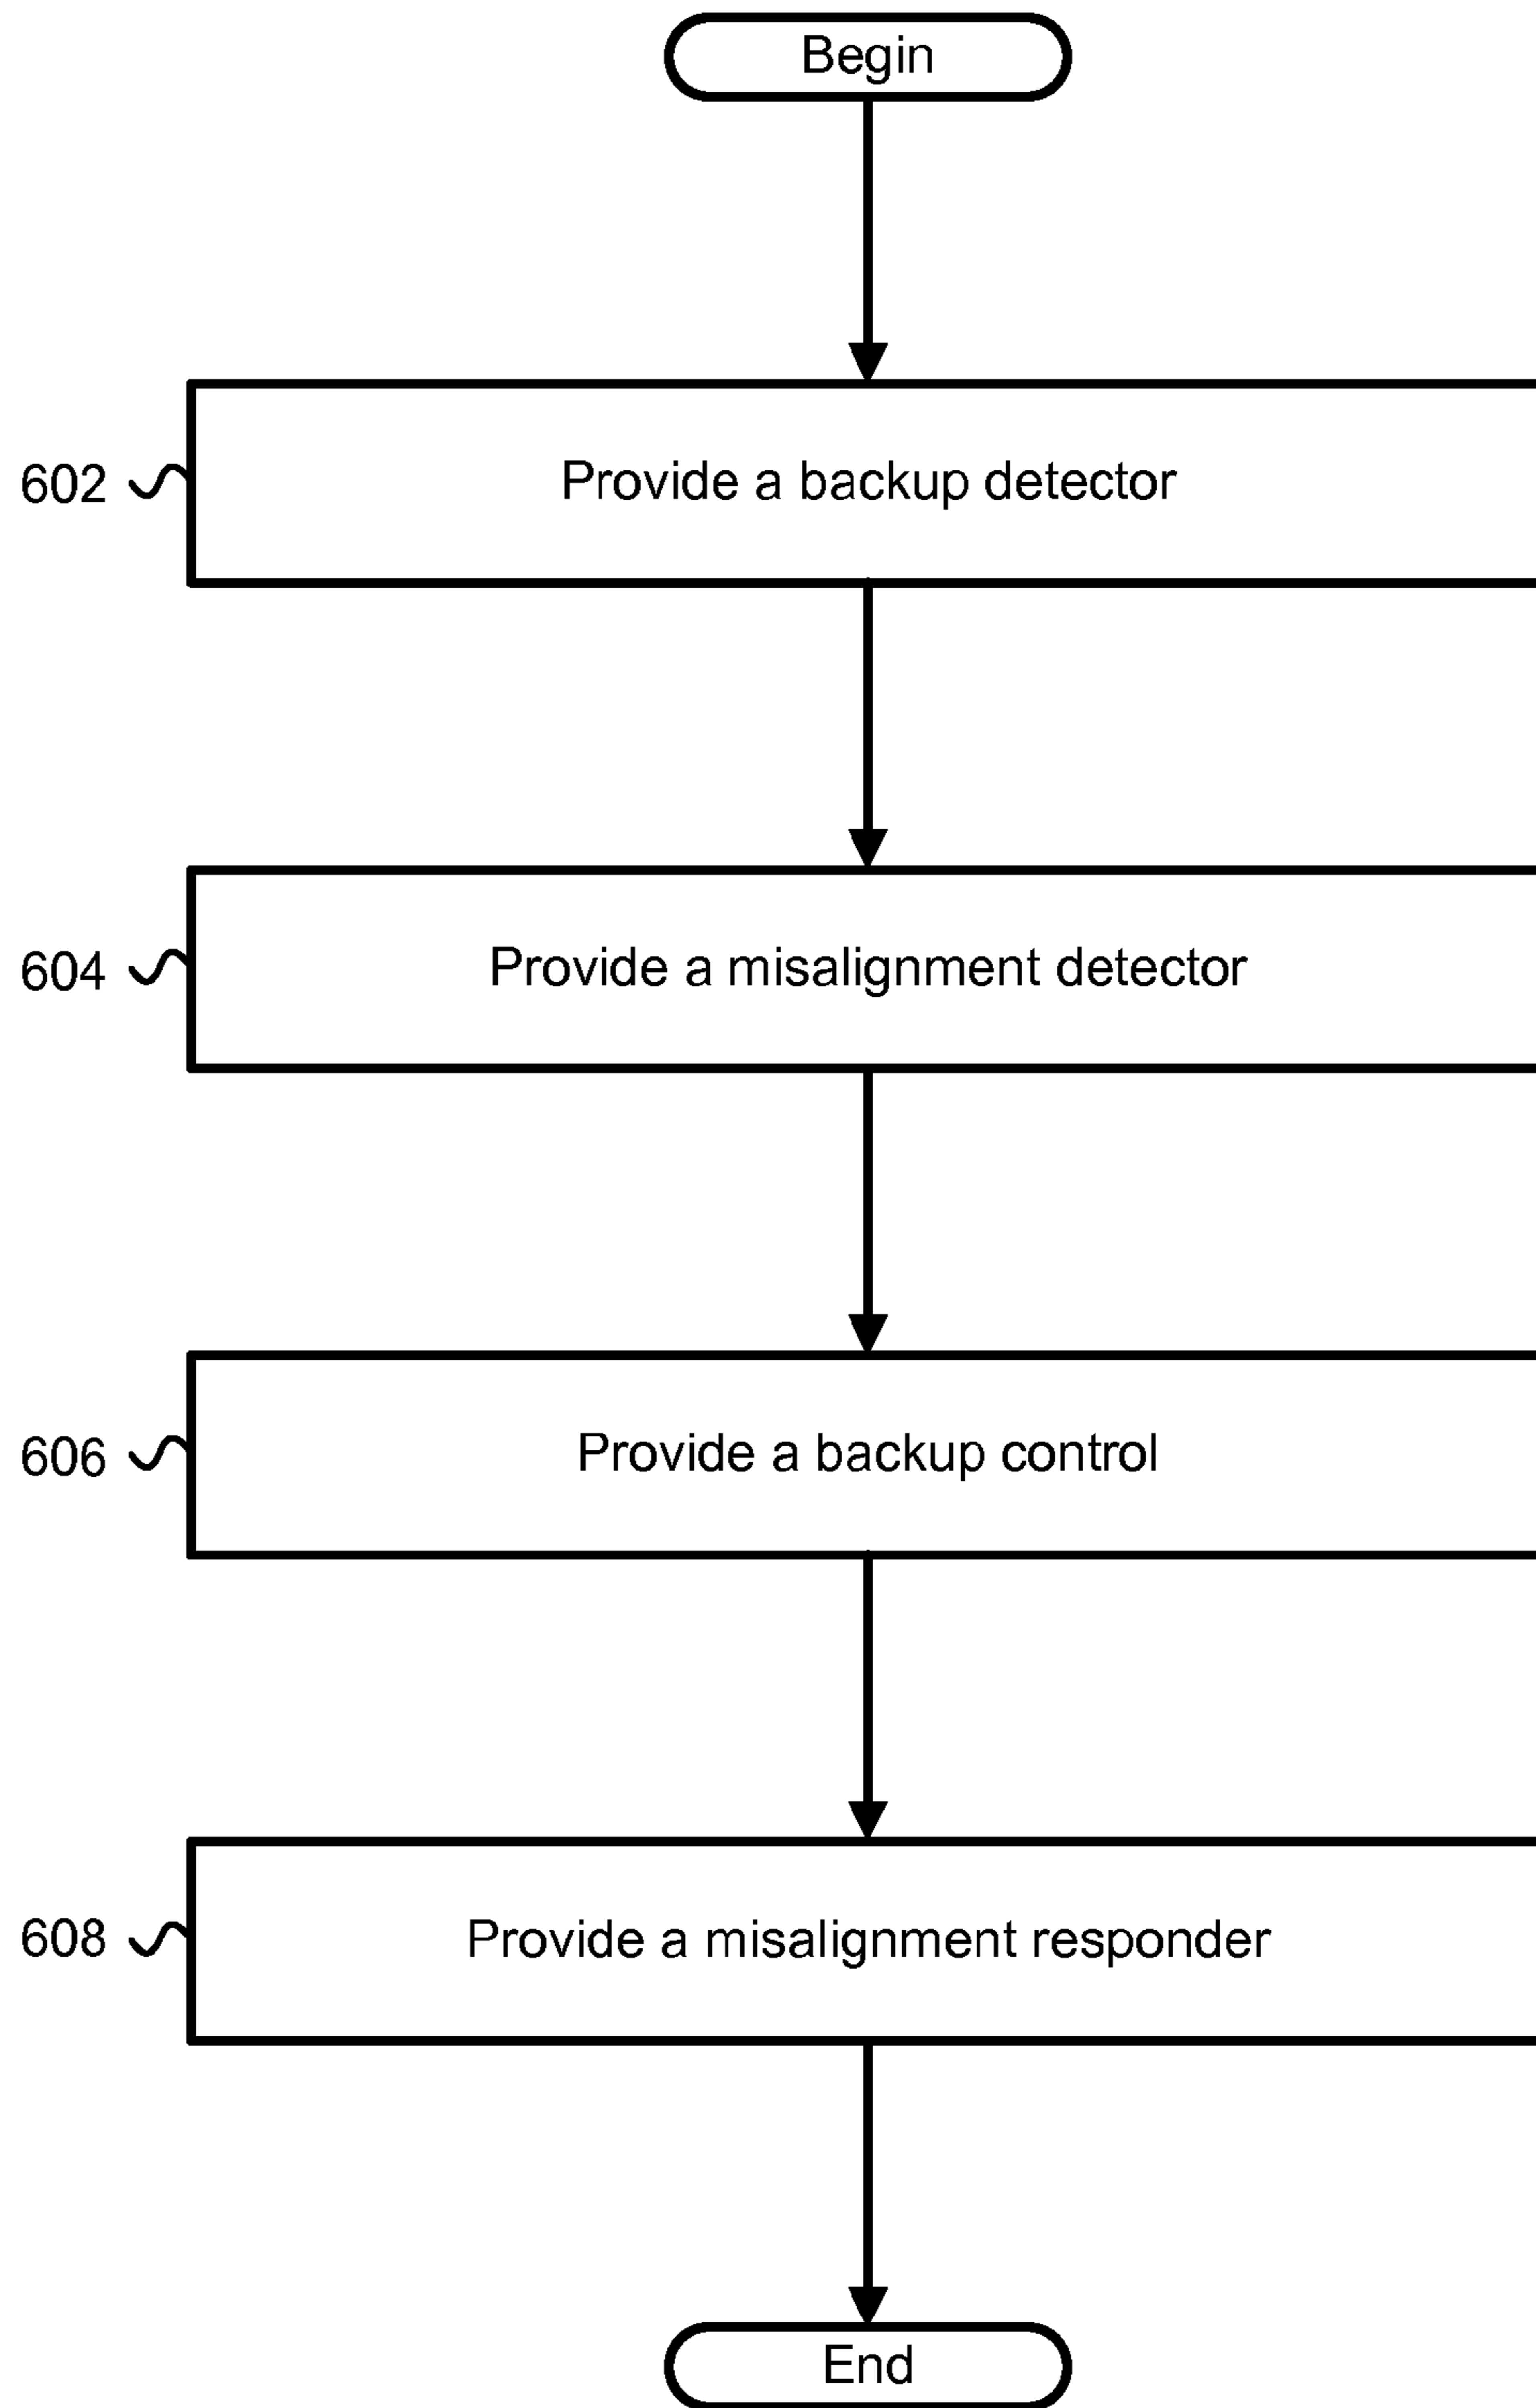 Begin
602
Provide a backup detector
604
Provide a misalignment detector
606
Provide a backup control
608
Provide a misalignment responder
End